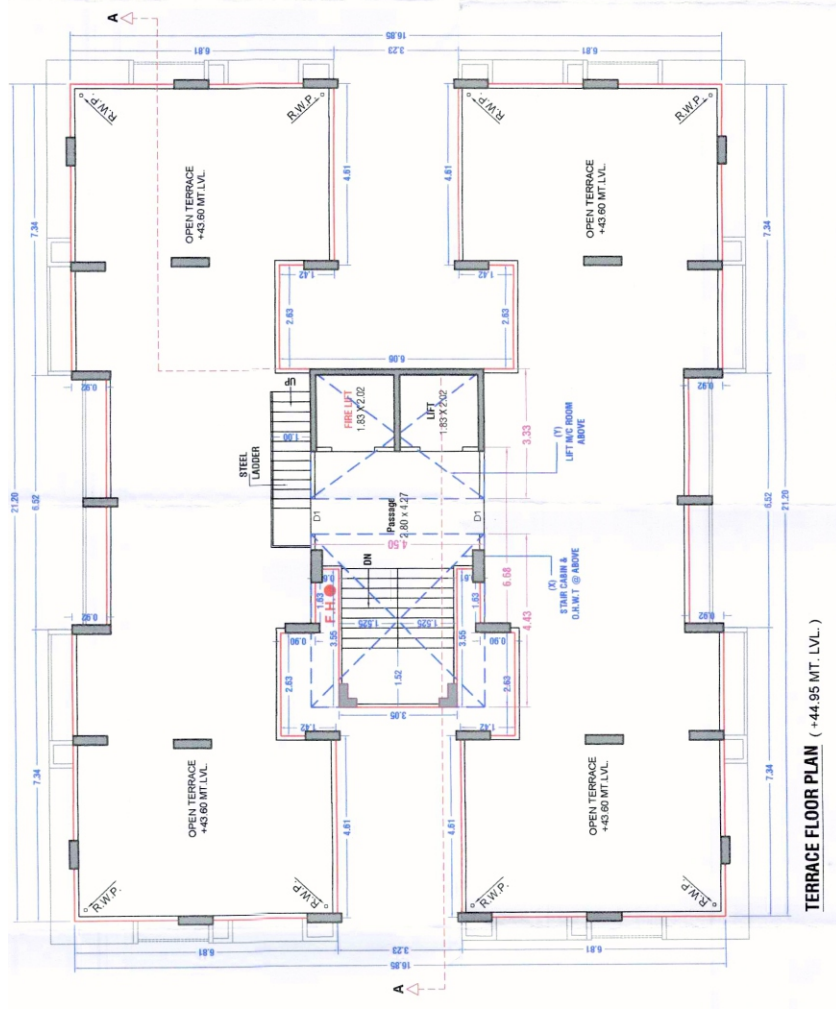 A
16.85
6.81
3.23
6.81
R.W.P.
R.W.P.
R.W.P.
R.W.P.
OPEN TERRACE
+43.60 MT.LVL.
OPEN TERRACE
+43.60 MT.LVL.
4.61
4.61
7.34
7.34
1.42
1.42
2.63
2.63
6.08
0.92
0.92
UP
FIRE LIFT
1.83 X 2.02
LIFT
1.83 X 2.02
1.00
STEEL
LADDER
3.33
(Y)
LIFT M/C ROOM
ABOVE
21.20
6.52
6.52
21.20
D1
Passage
2.80 x 4.27
D1
4.50
DN
6.68
(X)
STAIR CABIN &
O.H.W.T @ ABOVE
0.61
0.61
1.63
F.H.
1.63
0.92
0.92
0.90
0.90
3.55
1.525
1.525
3.55
4.43
2.63
1.52
2.63
1.42
3.05
1.42
7.34
7.34
OPEN TERRACE
+43.60 MT.LVL.
OPEN TERRACE
+43.60 MT.LVL.
4.61
4.61
R.W.P.
R.W.P.
R.W.P.
R.W.P.
6.81
3.23
6.81
16.85
A
TERRACE FLOOR PLAN ( +44.95 MT. LVL. )